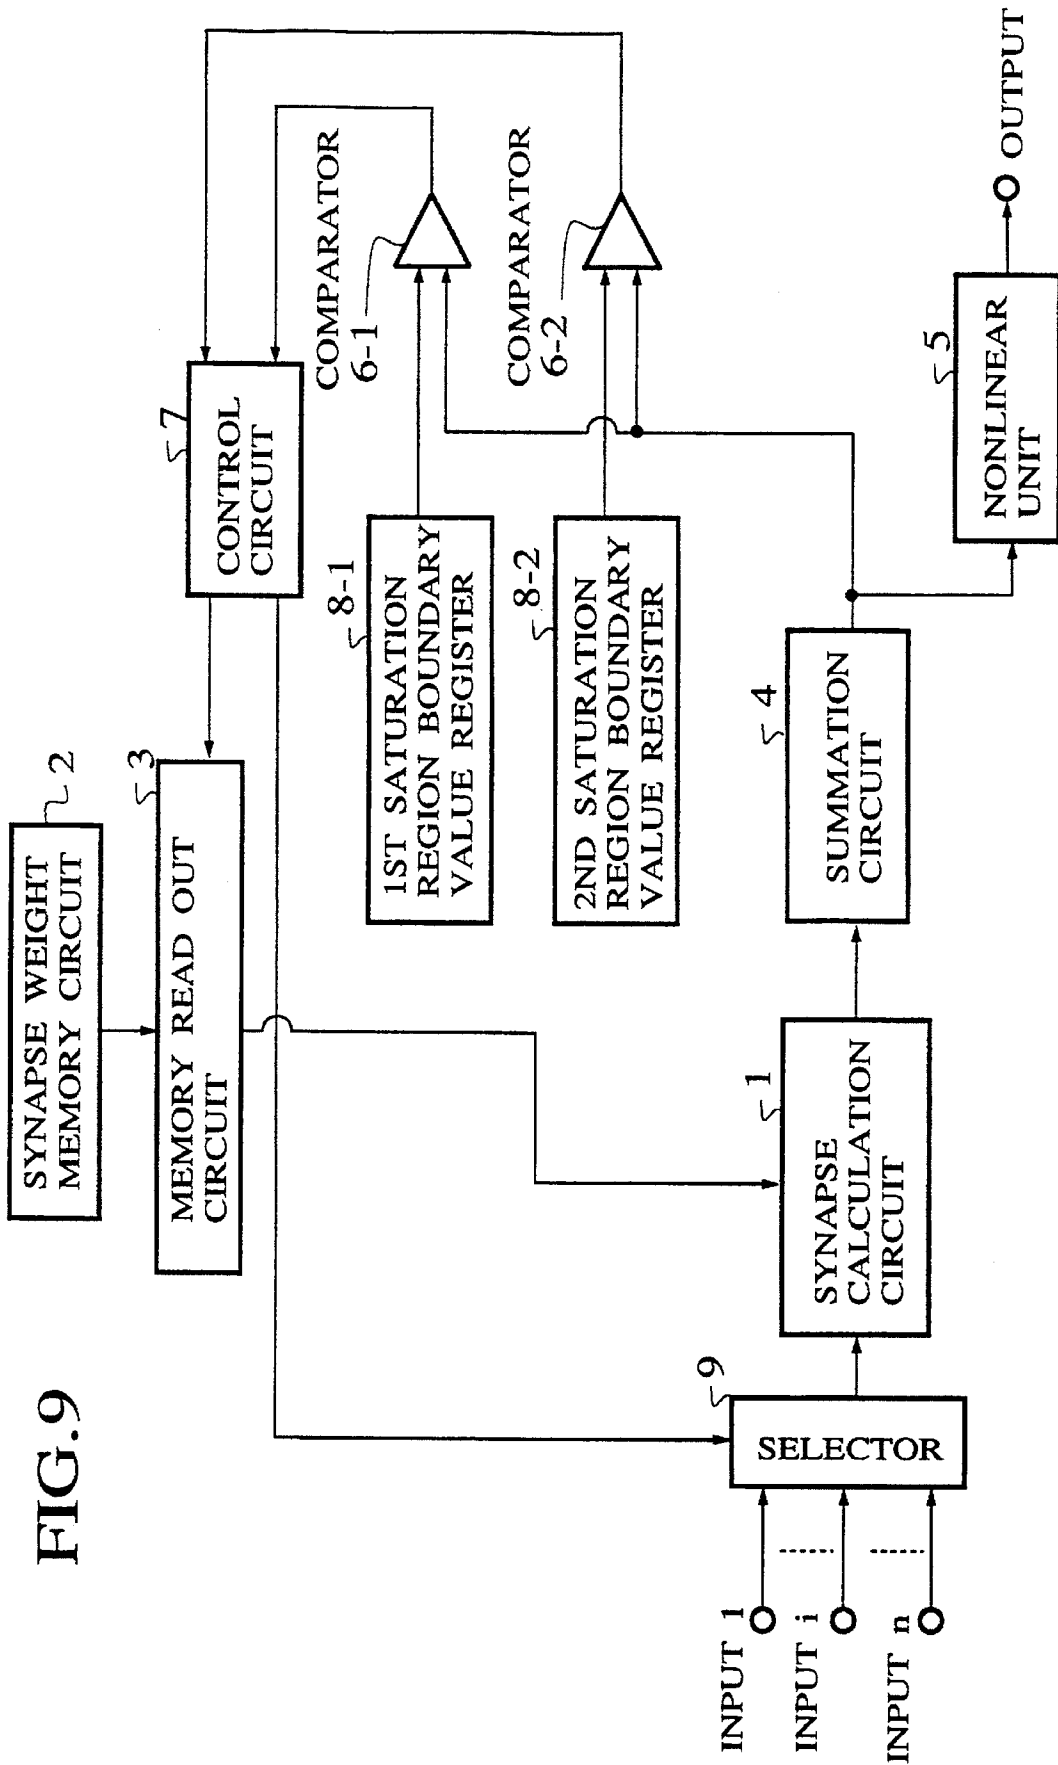 FIG.9
SYNAPSE WEIGHT
MEMORY CIRCUIT
2
MEMORY READ OUT
CIRCUIT
3
CONTROL
CIRCUIT
7
1ST SATURATION
REGION BOUNDARY
VALUE REGISTER
8-1
COMPARATOR
6-1
2ND SATURATION
REGION BOUNDARY
VALUE REGISTER
8-2
COMPARATOR
6-2
INPUT 1
INPUT i
INPUT n
SELECTOR
9
SYNAPSE
CALCULATION
CIRCUIT
1
SUMMATION
CIRCUIT
4
NONLINEAR
UNIT
5
OUTPUT